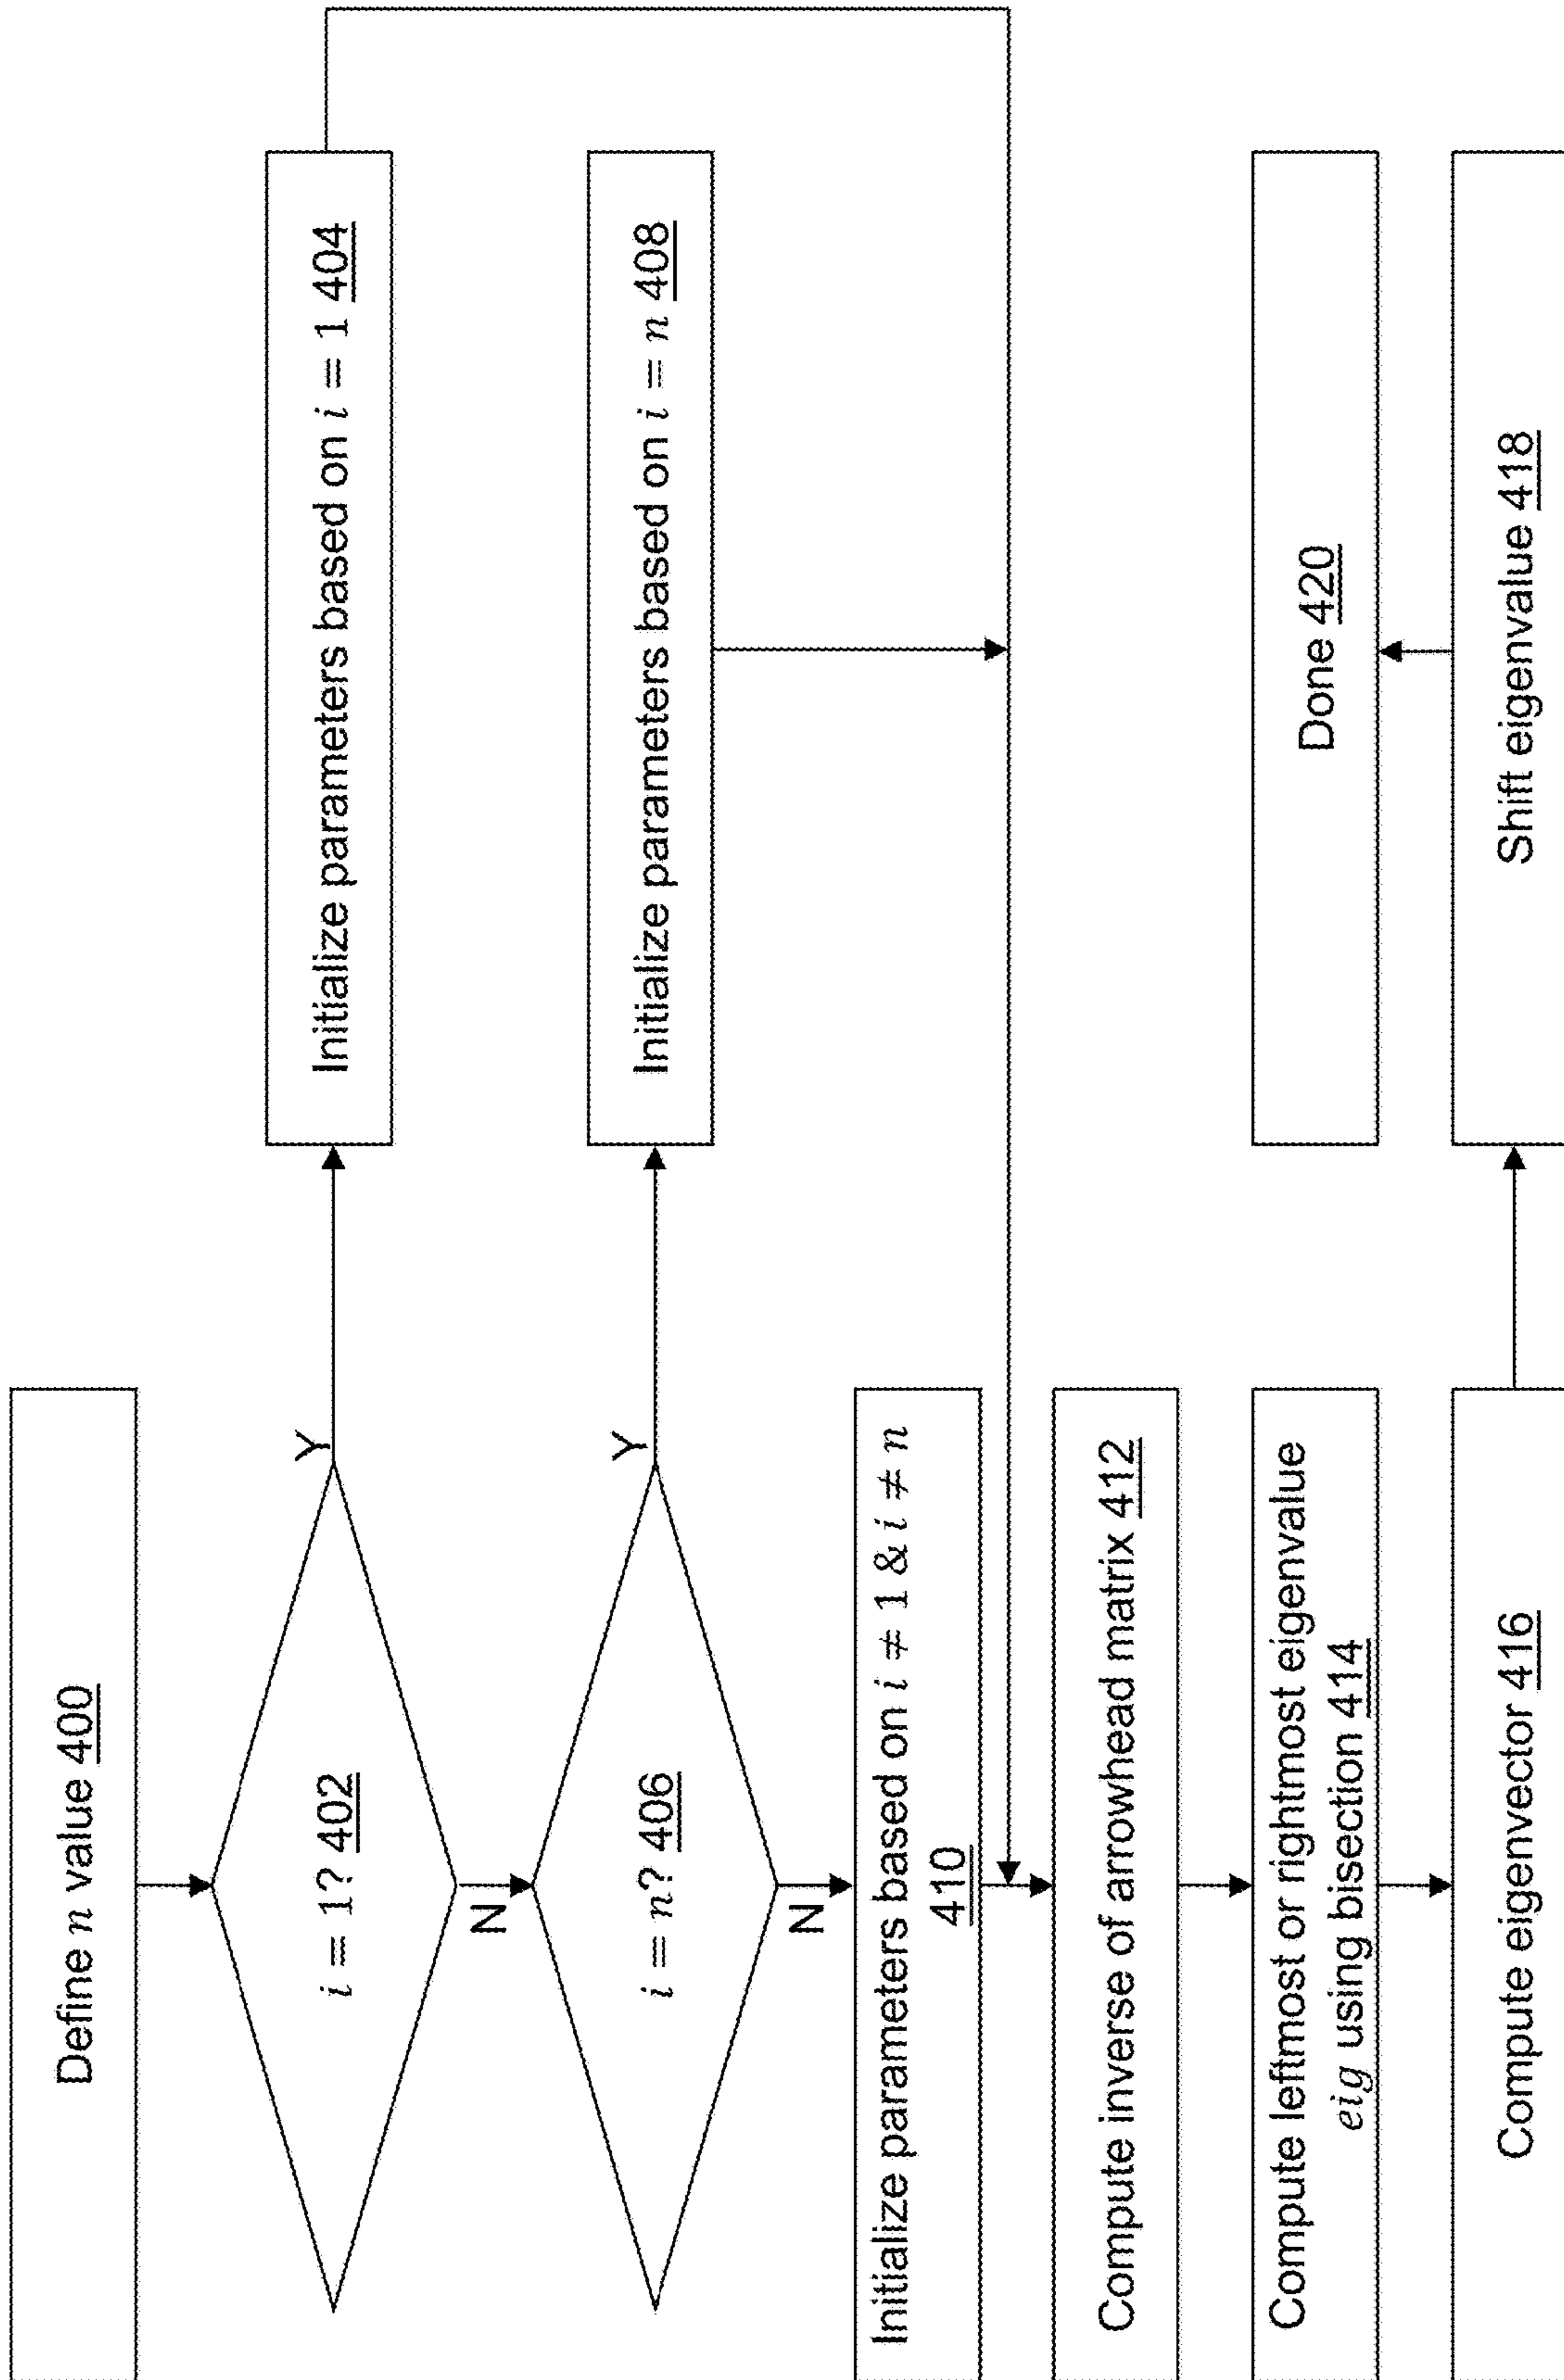 Define n value 400
i = 1? 402
Y
Initialize parameters based on i = 1 404
N
i = n? 406
Y
Initialize parameters based on i = n 408
N
Initialize parameters based on i ≠ 1 & i ≠ n
410
Compute inverse of arrowhead matrix 412
Compute leftmost or rightmost eigenvalue
eig using bisection 414
Compute eigenvector 416
Shift eigenvalue 418
Done 420